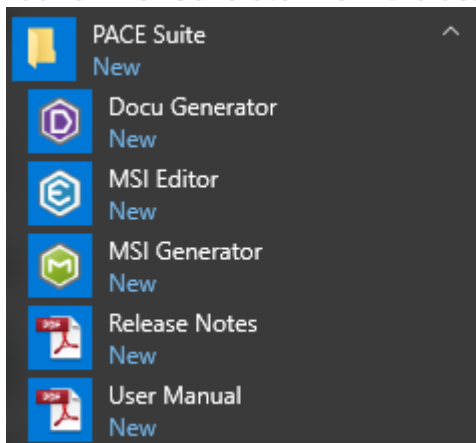 PACE Suite
New
Docu Generator
New
MSI Editor
New
MSI Generator
New
Release Notes
New
User Manual
New